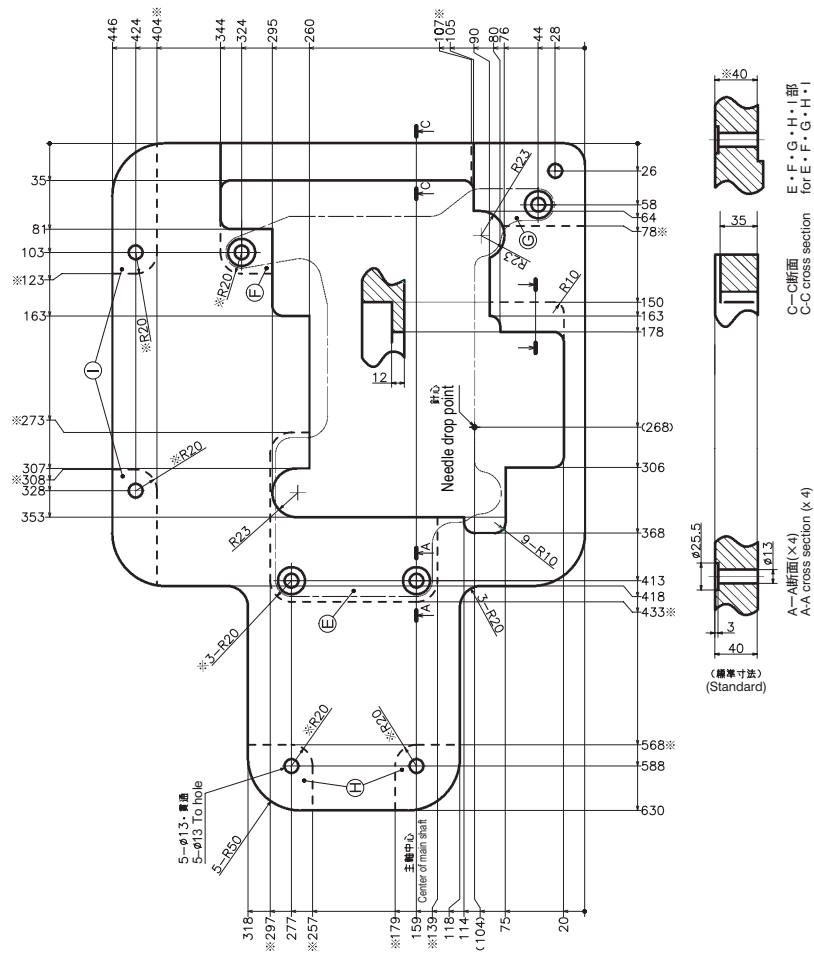 446
424
404※
344
324
295
260
107※
105
90
80
76
44
28
35
81
103
※123
163
※273
307
※308
328
353
26
58
64
78※
150
163
178
(268)
306
368
413
418
433※
568※
588
630
318
※297
277
※257
※179
159
※139
118
114
(104)
75
20
C
C
R23
R23
G
R10
※R20
F
※R20
I
※R20
12
針心
Needle drop point
R23
9-R10
A
A
3-R20
E
※3-R20
※R20
※R20
H
5-ø13・貫通
5-ø13 To hole
5-R50
主軸中心
Center of main shaft
※40
E・F・G・H・I部
for E・F・G・H・I
35
C-C断面
C-C cross section
ø25.5
ø13
3
40
A-A断面(×4)
A-A cross section (x 4)
(標準寸法)
(Standard)